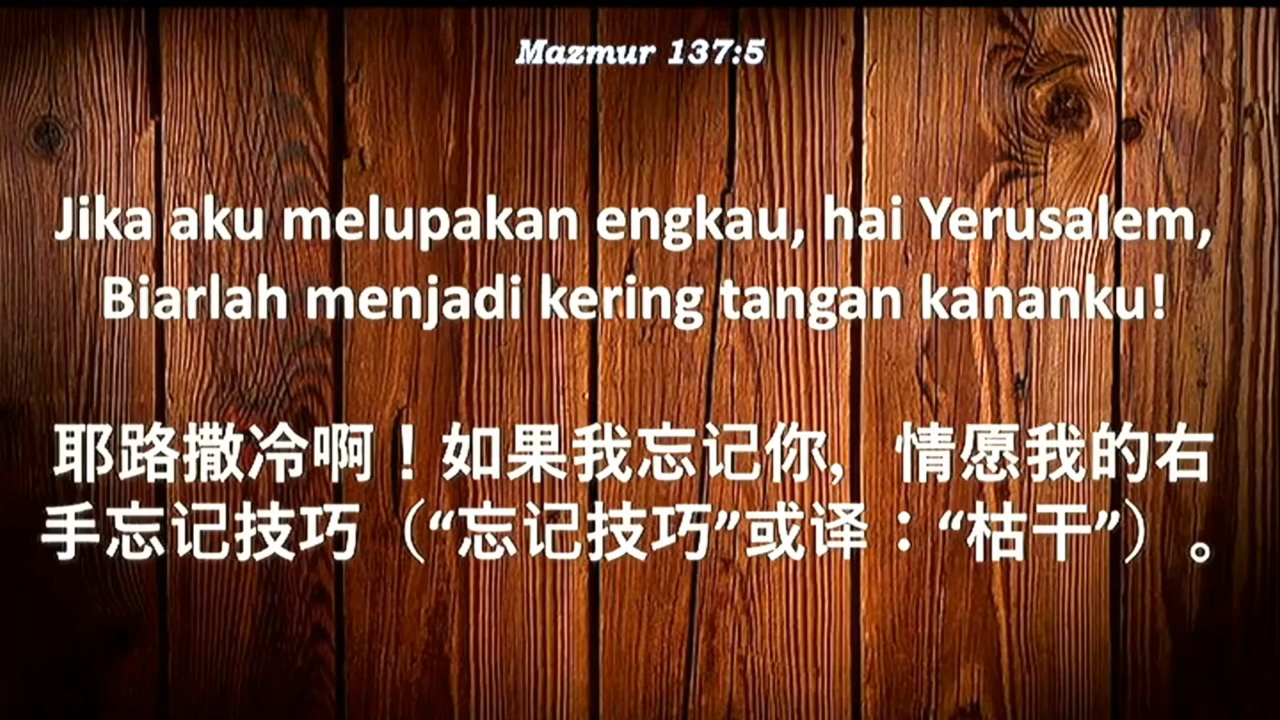 Mazmur 137:5
Jika aku melupakan engkau, hai Yerusalem,
Biarlah menjadi kering tangan kananku!
耶路撒冷啊！如果我忘记你, 情愿我的右
手忘记技巧（“忘记技巧”或译：“枯干”）。